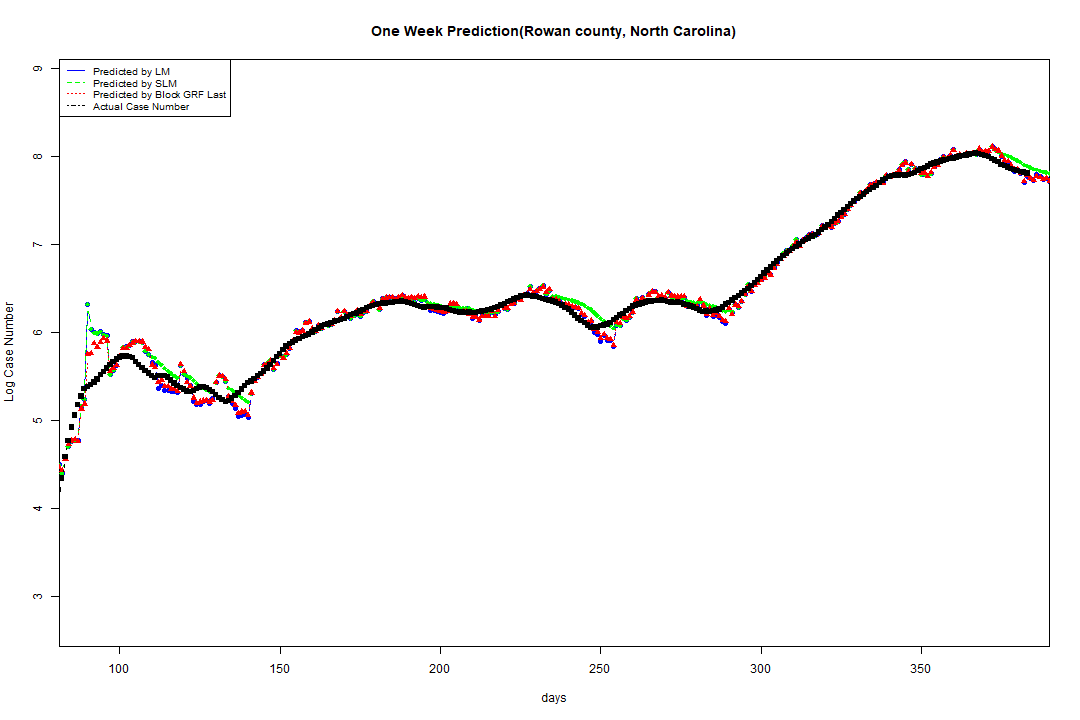 One Week Prediction(Rowan county, North Carolina)
Predicted by LM
Predicted by SLM
Predicted by Block GRF Last
Actual Case Number
Log Case Number
9
8
7
6
5
4
3
100 150 200 250 300 350
days